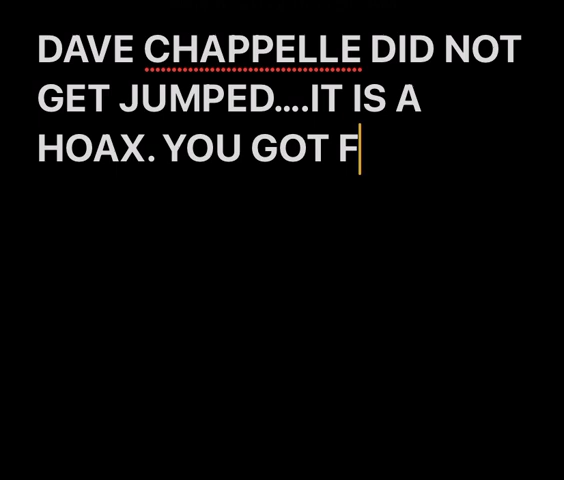 DAVE CHAPPELLE DID NOT
GET JUMPED....IT IS A
HOAX. YOU GOT F